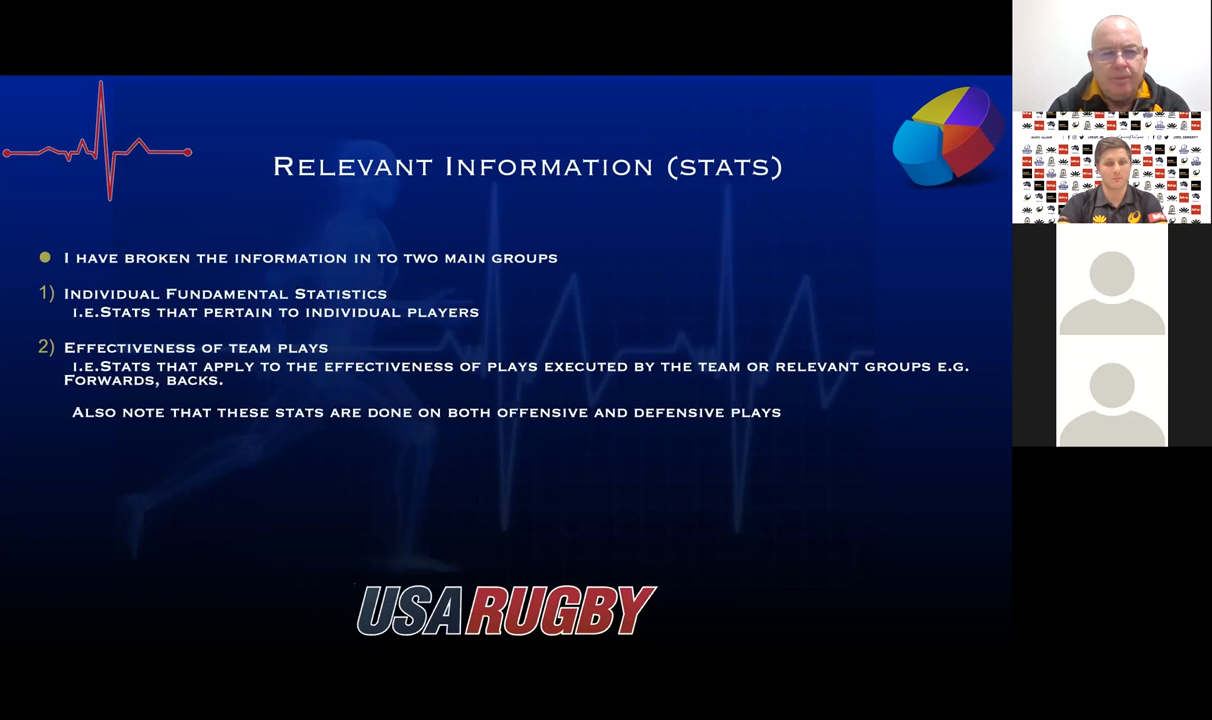 Relevant Information (stats)
I have broken the information in to two main groups
1) Individual Fundamental Statistics
i.e.Stats that pertain to individual players
2) Effectiveness of team plays
i.e.Stats that apply to the effectiveness of plays executed by the team or relevant groups e.g.
Forwards, backs.
Also note that these stats are done on both offensive and defensive plays
USA RUGBY